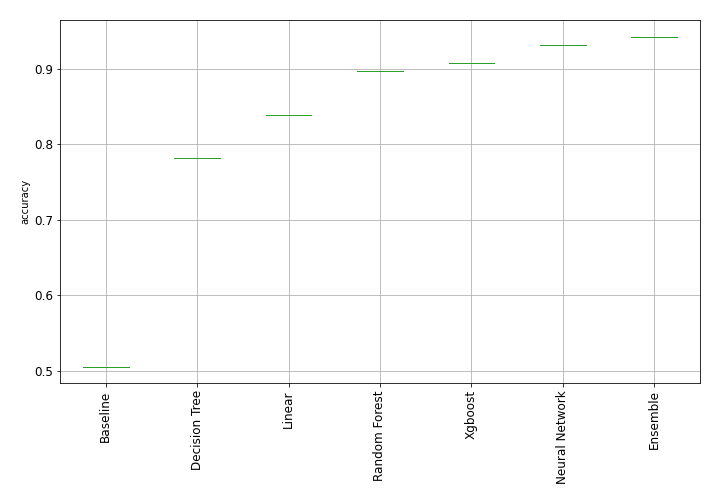 accuracy
0.9
0.8
0.7
0.6
0.5
Baseline
Decision Tree
Linear
Random Forest
Xgboost
Neural Network
Ensemble